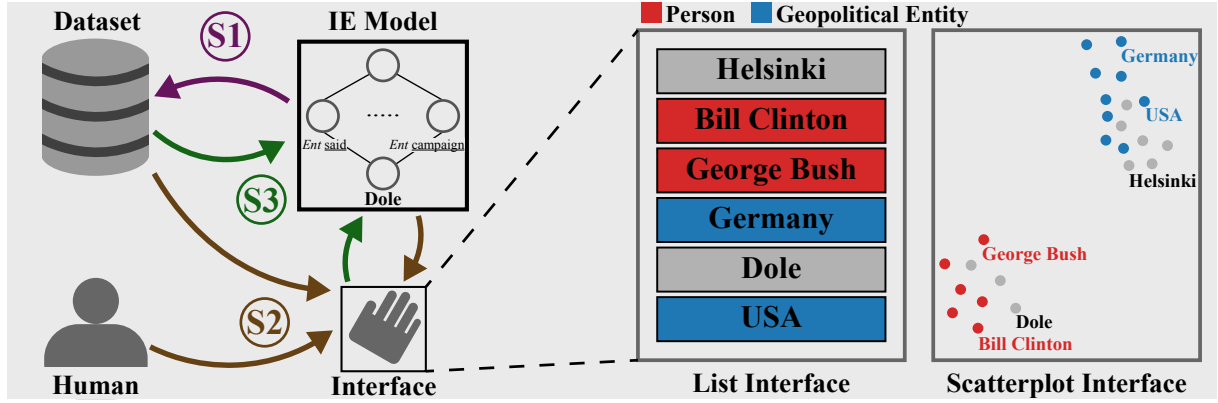 Dataset
S1
IE Model
Ent said
.....
Ent campaign
Dole
S3
S2
Human
Interface
Person
Geopolitical Entity
Helsinki
Bill Clinton
George Bush
Germany
Dole
USA
List Interface
Germany
USA
Helsinki
George Bush
Dole
Bill Clinton
Scatterplot Interface